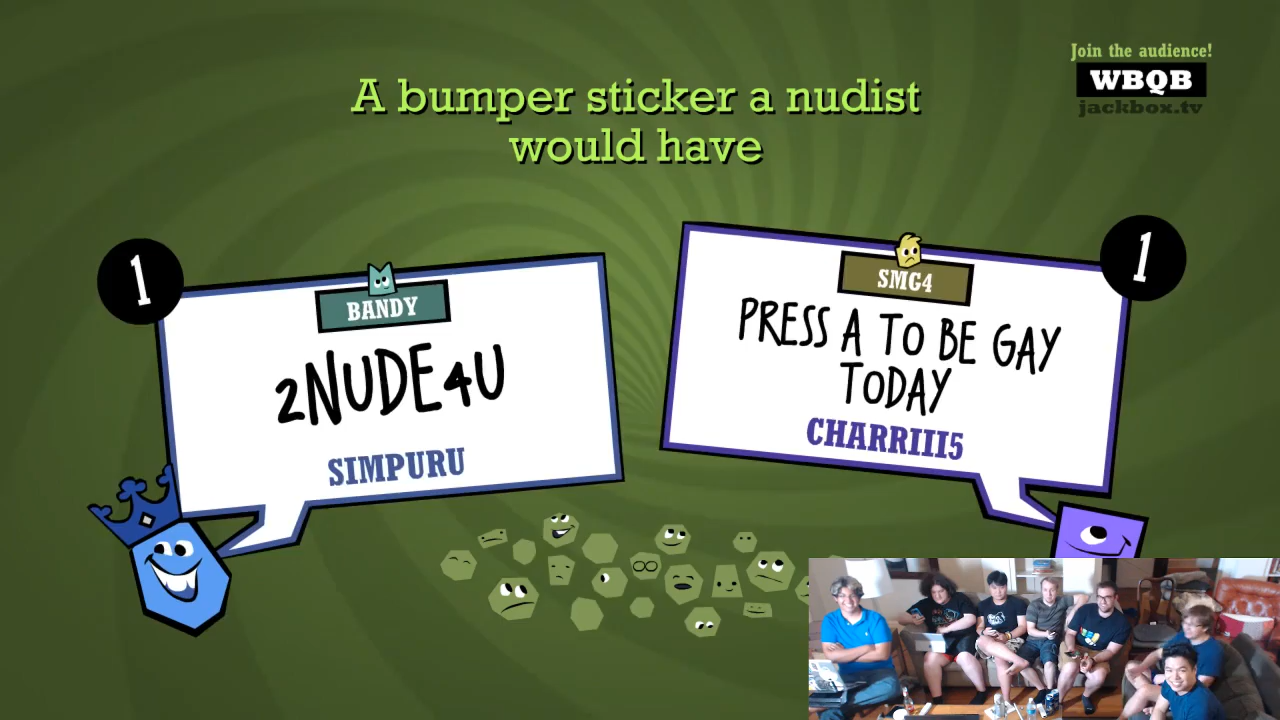 Join the audience!
WBQB
jackbox.tv
A bumper sticker a nudist
would have
1
BANDY
2NUDE4U
SIMPURU
1
SMG4
PRESS A TO BE GAY
TODAY
CHARRIII5